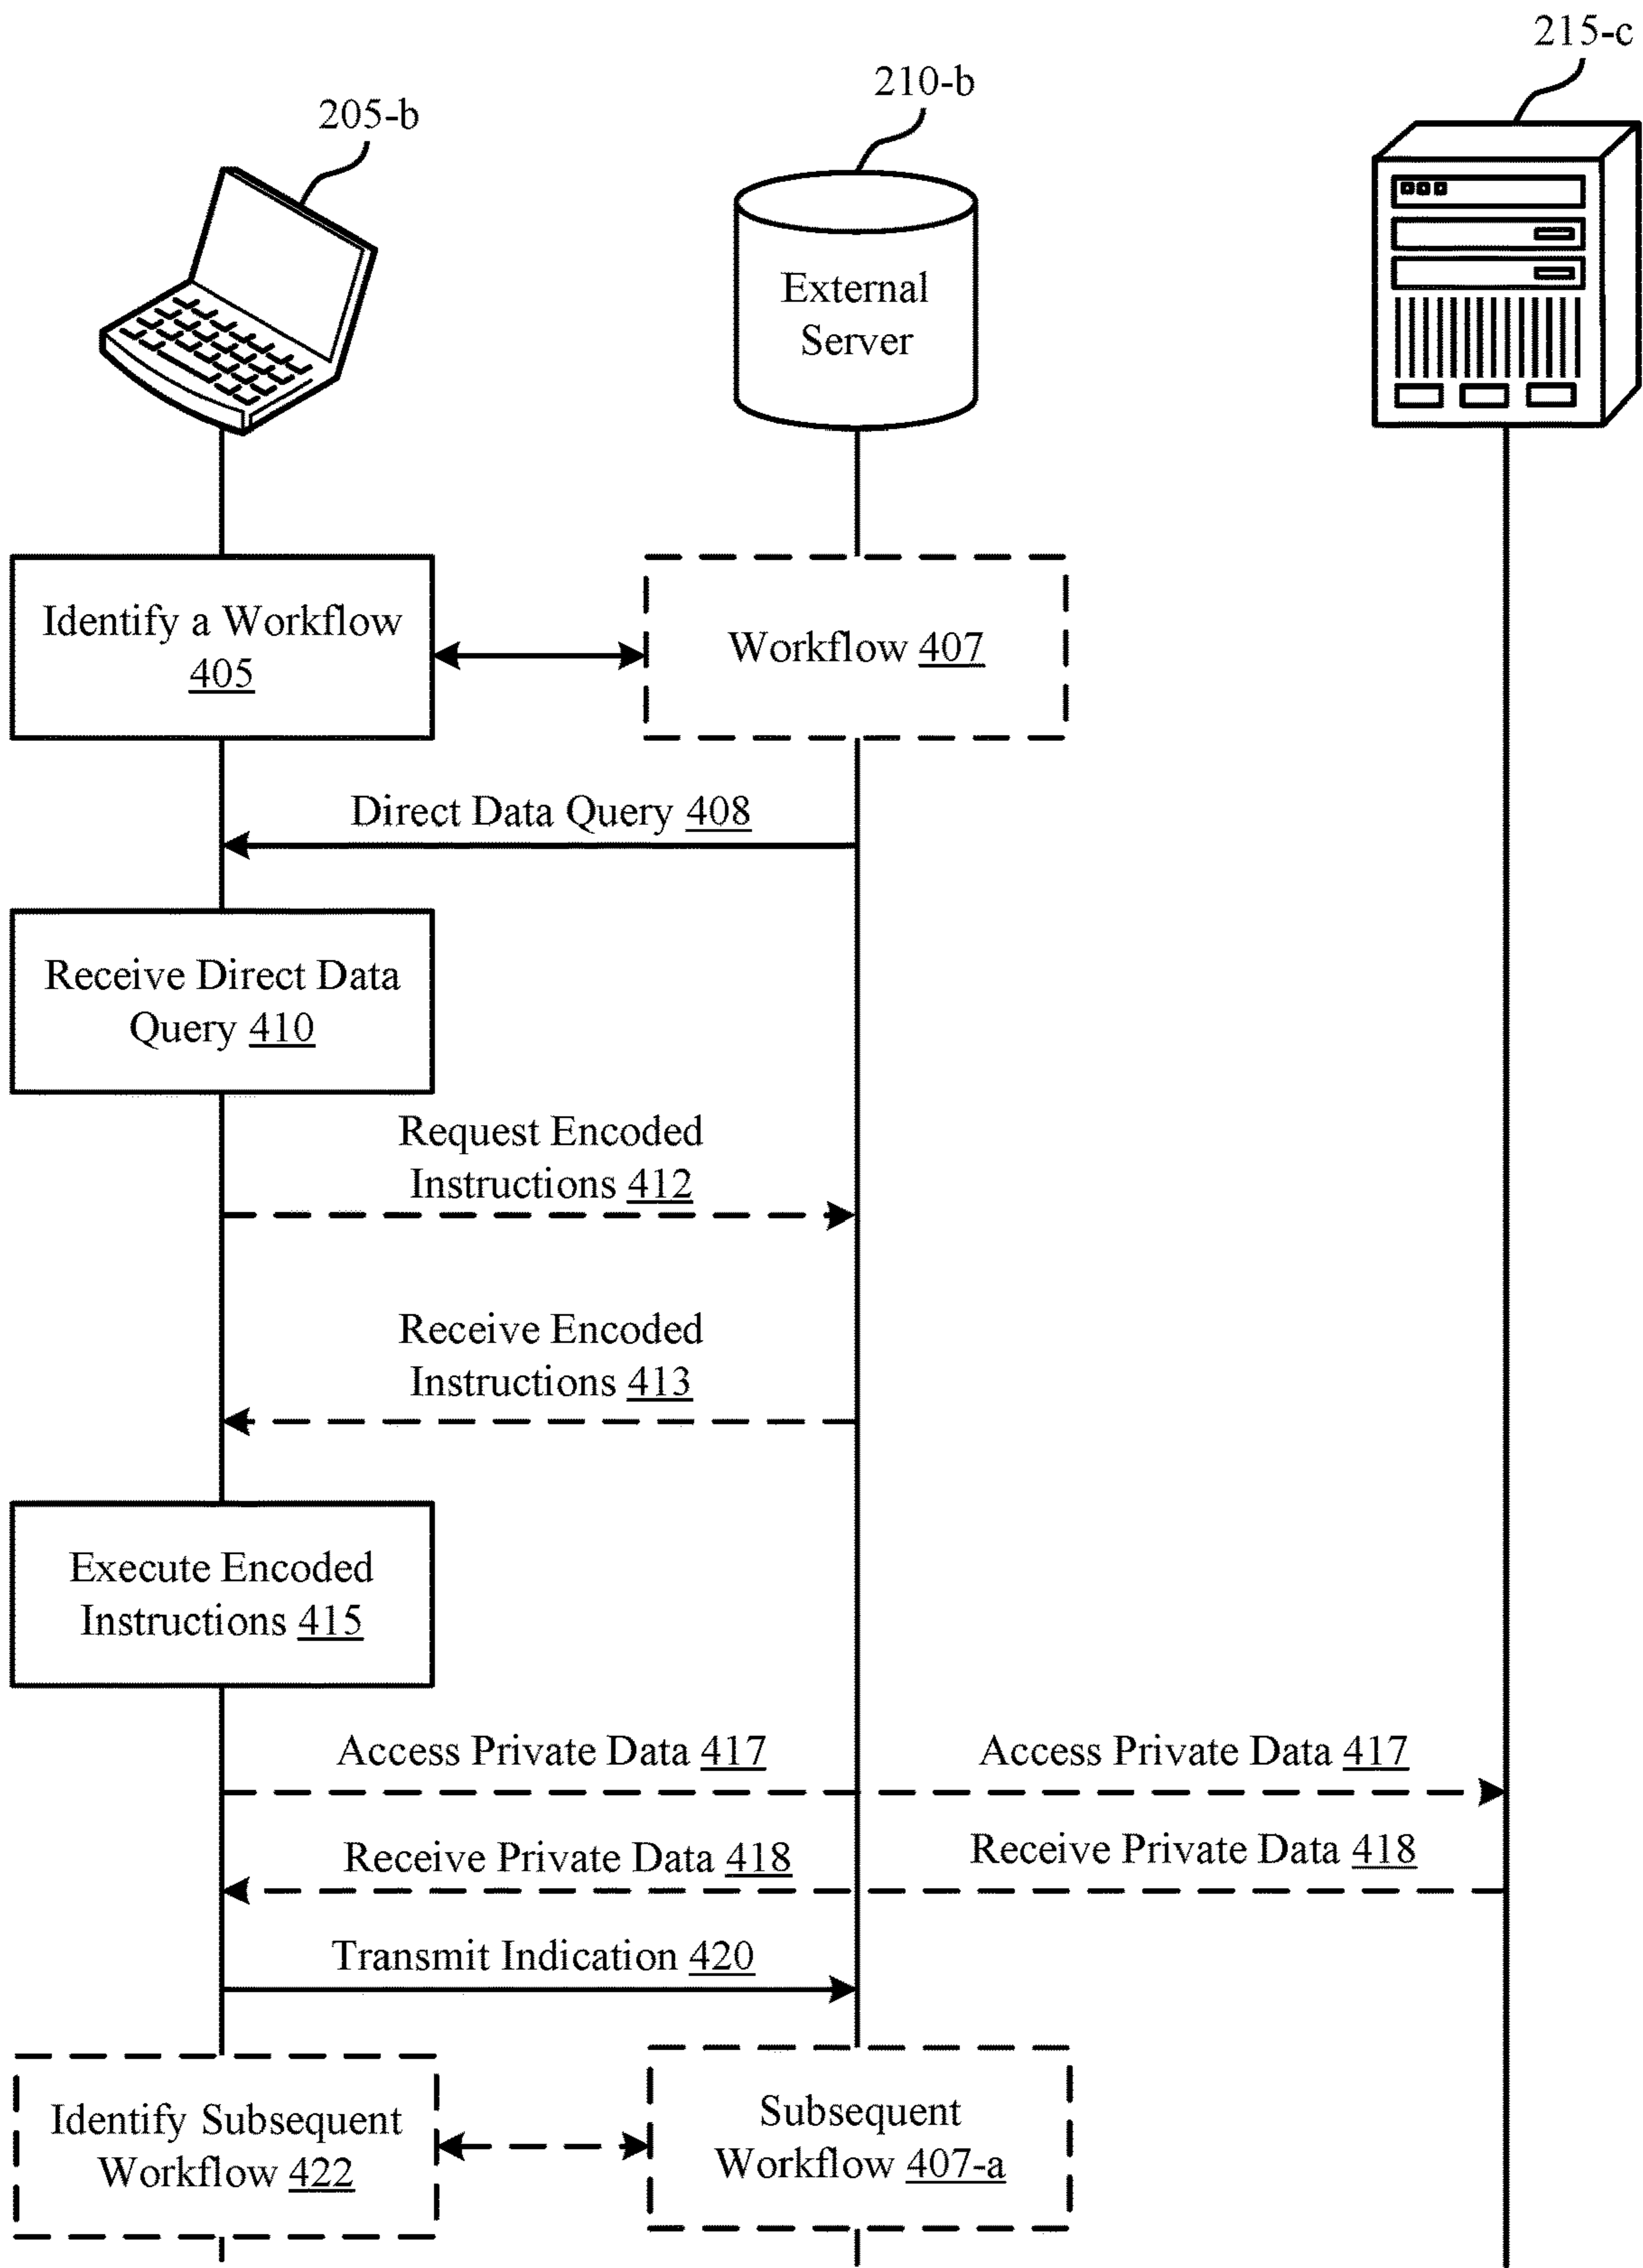 215-c
210-b
205-b
External
Server
Identify a Workflow
405
Workflow 407
Direct Data Query 408
Receive Direct Data
Query 410
Request Encoded
Instructions 412
Receive Encoded
Instructions 413
Execute Encoded
Instructions 415
Access Private Data 417
Access Private Data 417
Receive Private Data 418
Receive Private Data 418
Transmit Indication 420
Identify Subsequent
Workflow 422
Subsequent
Workflow 407-a